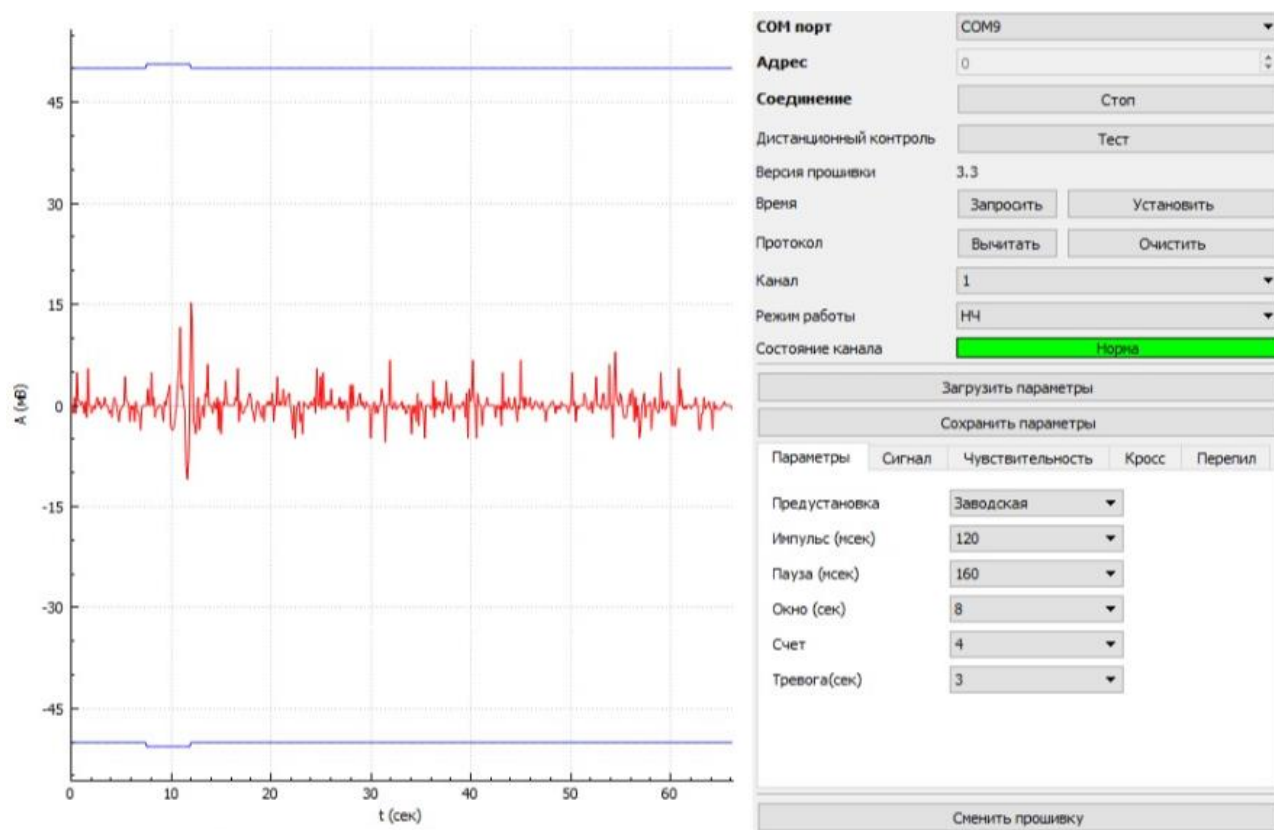 45
30
15
0
-15
-30
-45
А (мВ)
0 10 20 30 40 50 60
t (сек)
COM порт COM9
Адрес 0
Соединение Стоп
Дистанционный контроль Тест
Версия прошивки 3.3
Время Запросить Установить
Протокол Вычитать Очистить
Канал 1
Режим работы НЧ
Состояние канала Норма
Загрузить параметры
Сохранить параметры
Параметры Сигнал Чувствительность Кросс Перепил
Предустановка Заводская
Импульс (мсек) 120
Пауза (мсек) 160
Окно (сек) 8
Счет 4
Тревога(сек) 3
Сменить прошивку